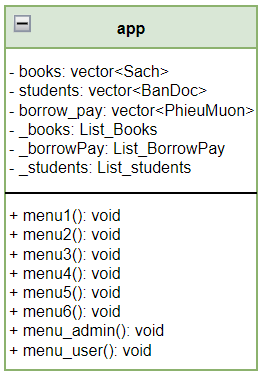 app
- books: vector<Sach>
- students: vector<BanDoc>
- borrow_pay: vector<PhieuMuon>
- _books: List_Books
- _borrowPay: List_BorrowPay
- _students: List_students
+ menu1(): void
+ menu2(): void
+ menu3(): void
+ menu4(): void
+ menu5(): void
+ menu6(): void
+ menu_admin(): void
+ menu_user(): void